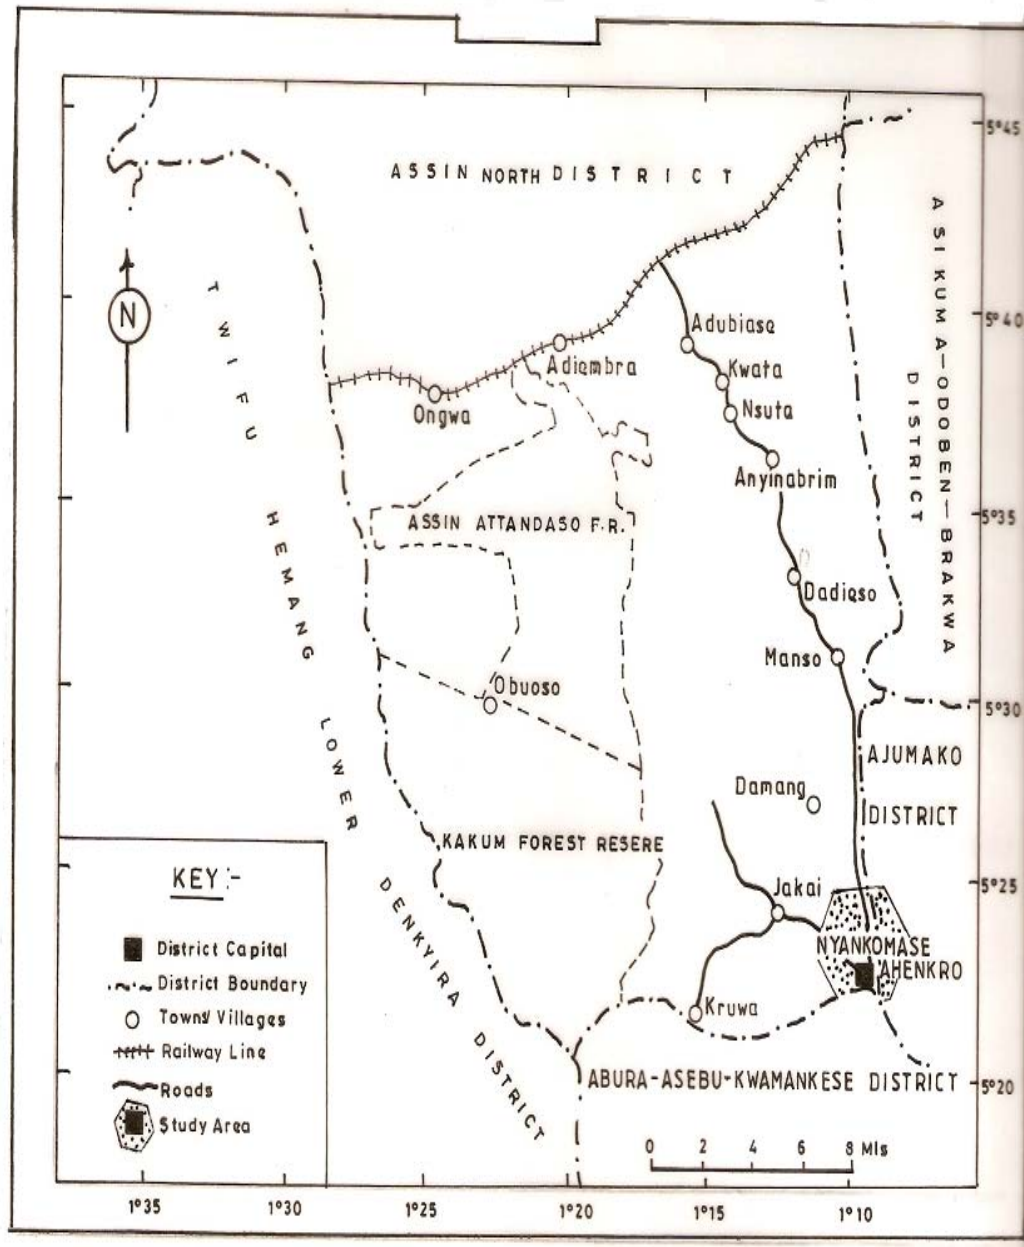 5°45
ASSIN NORTH DISTRICT
ASIKUMA-ODOBEN-BRAKWA
DISTRICT
N
TWIFU HEMANG LOWER DENKYIRA DISTRICT
5°40
Adubiase
Adiembra
Kwata
Ongwa
Nsuta
Anyinabrim
5°35
ASSIN ATTANDASO F.R.
Dadieso
Manso
Obuoso
5°30
AJUMAKO
DISTRICT
Damang
KAKUM FOREST RESERE
5°25
Jakai
NYANKOMASE
'AHENKRO
Kruwa
5°20
ABURA-ASEBU-KWAMANKESE DISTRICT
KEY:-
District Capital
District Boundary
Towns/Villages
Railway Line
Roads
Study Area
0 2 4 6 8 Mls
1°35 1°30 1°25 1°20 1°15 1°10